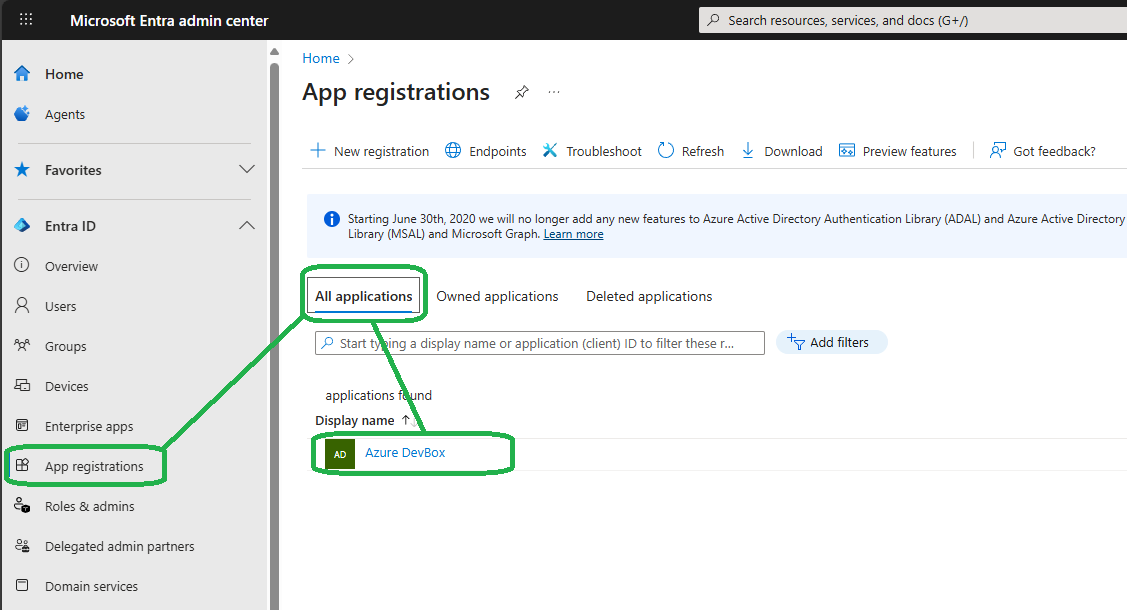 Microsoft Entra admin center
Search resources, services, and docs (G+/)
Home
Agents
Favorites
Entra ID
Overview
Users
Groups
Devices
Enterprise apps
App registrations
Roles & admins
Delegated admin partners
Domain services
Home
App registrations
New registration
Endpoints
Troubleshoot
Refresh
Download
Preview features
Got feedback?
Starting June 30th, 2020 we will no longer add any new features to Azure Active Directory Authentication Library (ADAL) and Azure Active Directory
Library (MSAL) and Microsoft Graph. Learn more
All applications
Owned applications
Deleted applications
Start typing a display name or application (client) ID to filter these r...
Add filters
applications found
Display name
AD
Azure DevBox